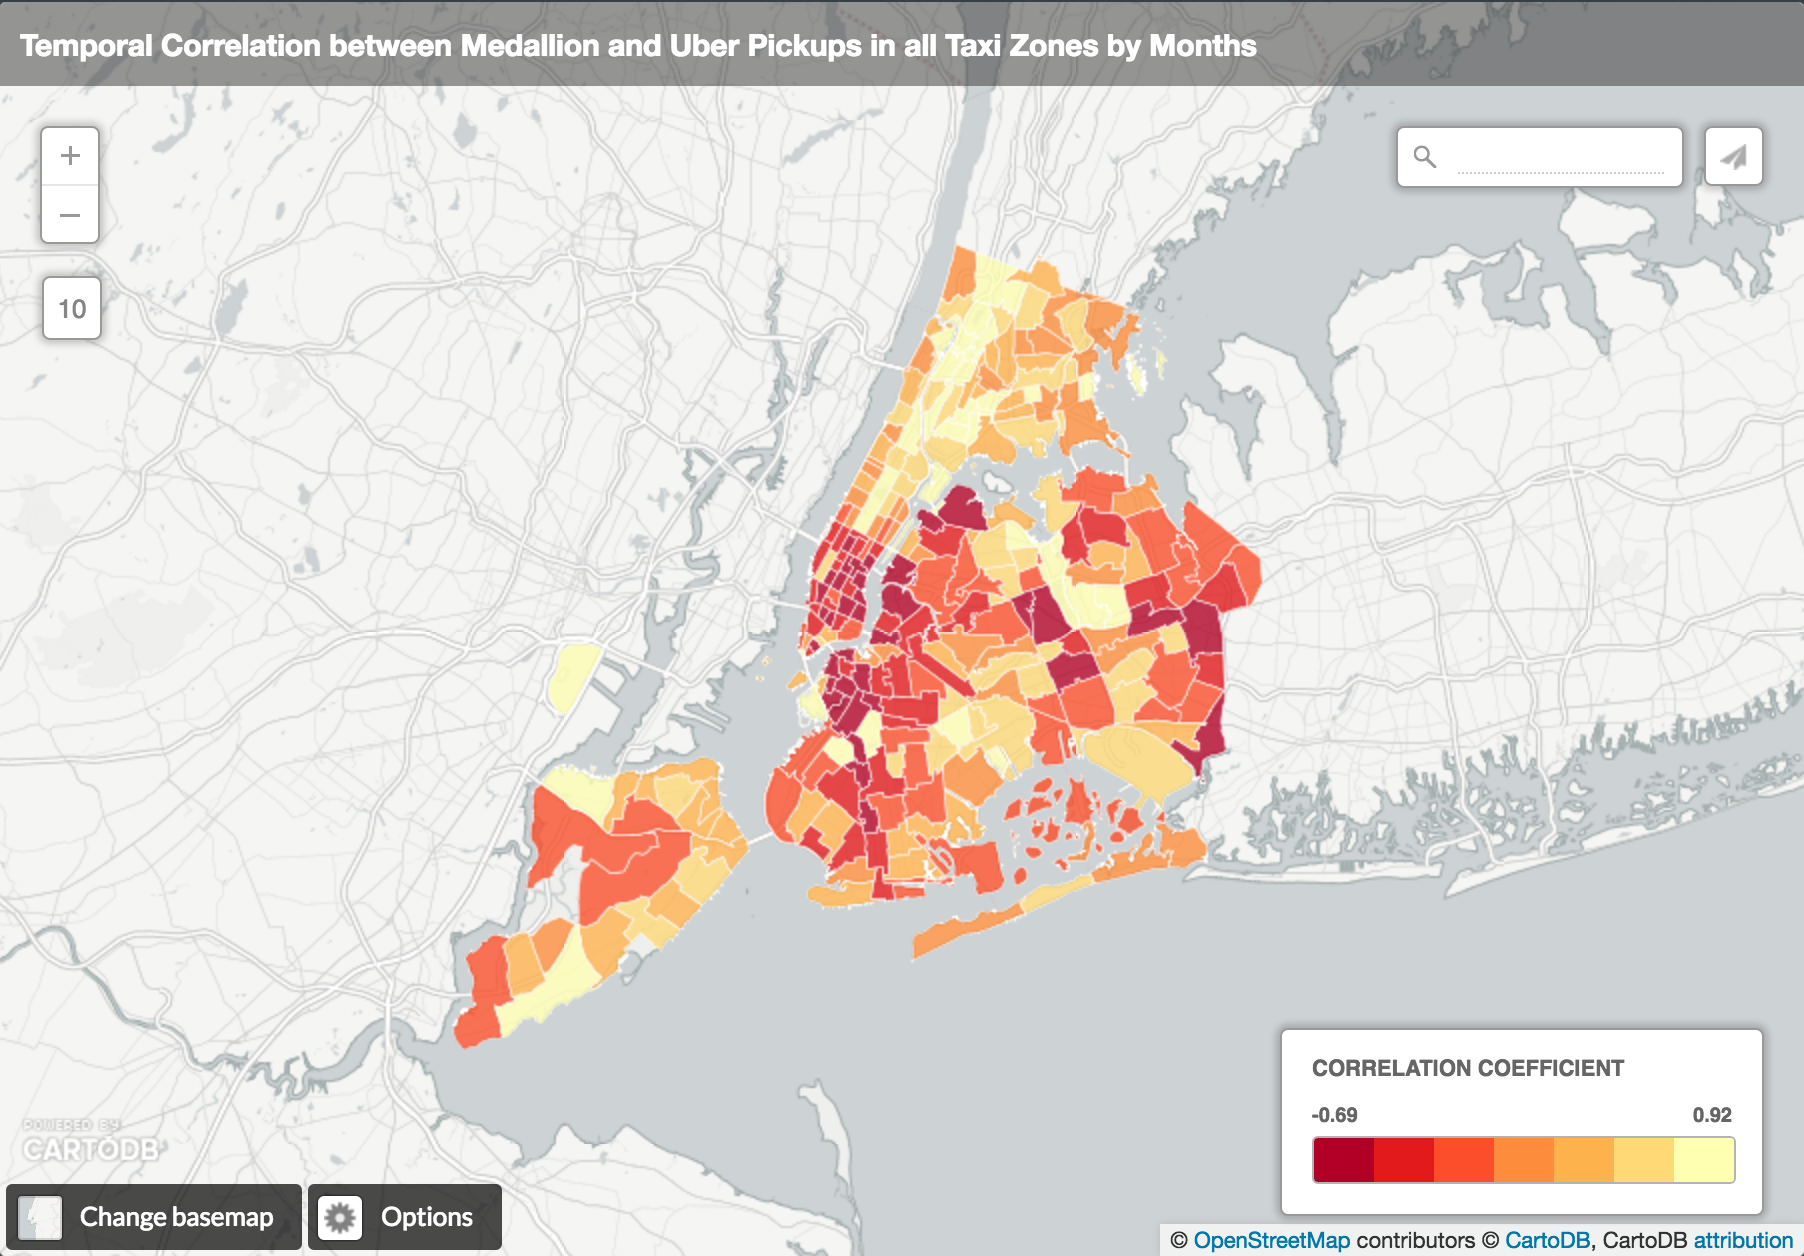 Temporal Correlation between Medallion and Uber Pickups in all Taxi Zones by Months
+
−
10
CORRELATION COEFFICIENT
-0.69 0.92
POWERED BY
CARTODB
Change basemap
Options
© OpenStreetMap contributors © CartoDB, CartoDB attribution